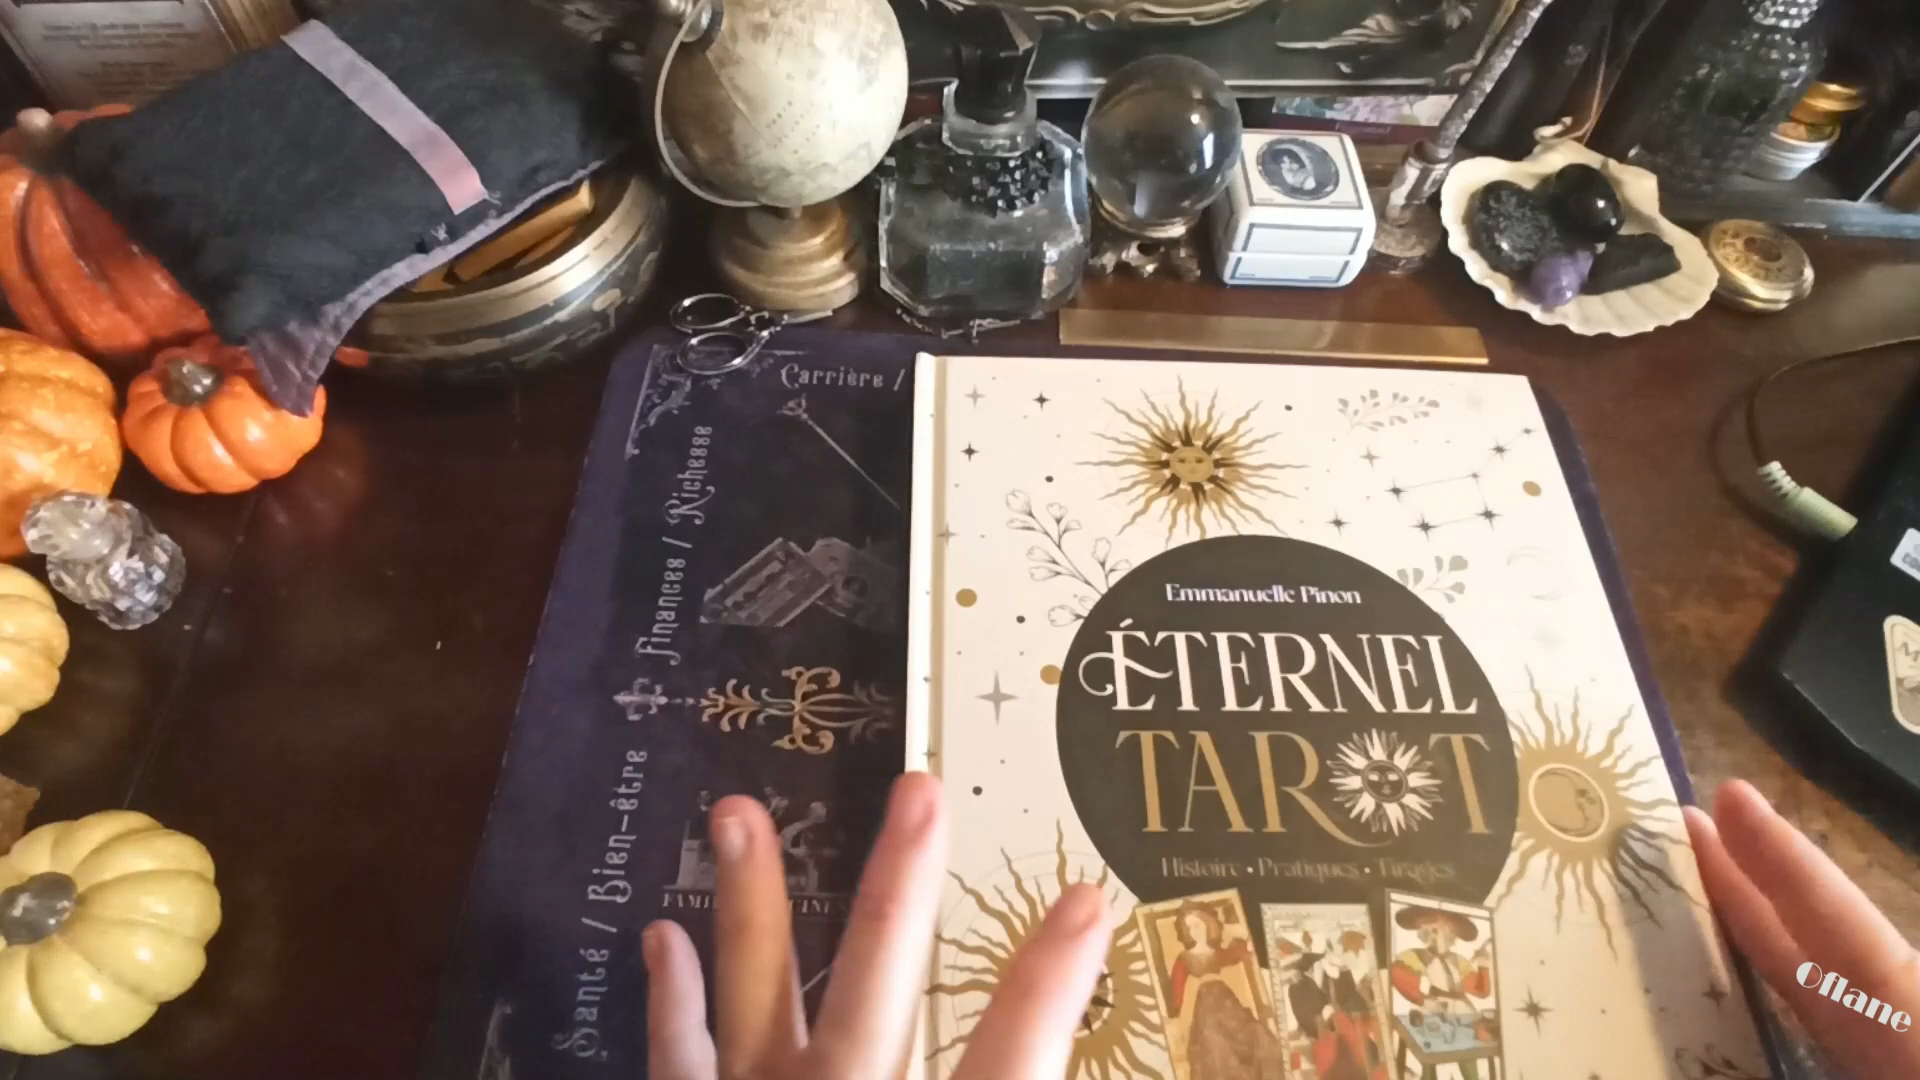 Carrière /
Finances / Richesse
Santé / Bien-être
Emmanuelle Pinon
ÉTERNEL
TAROT
Histoire • Pratiques • Tirages
Oflane